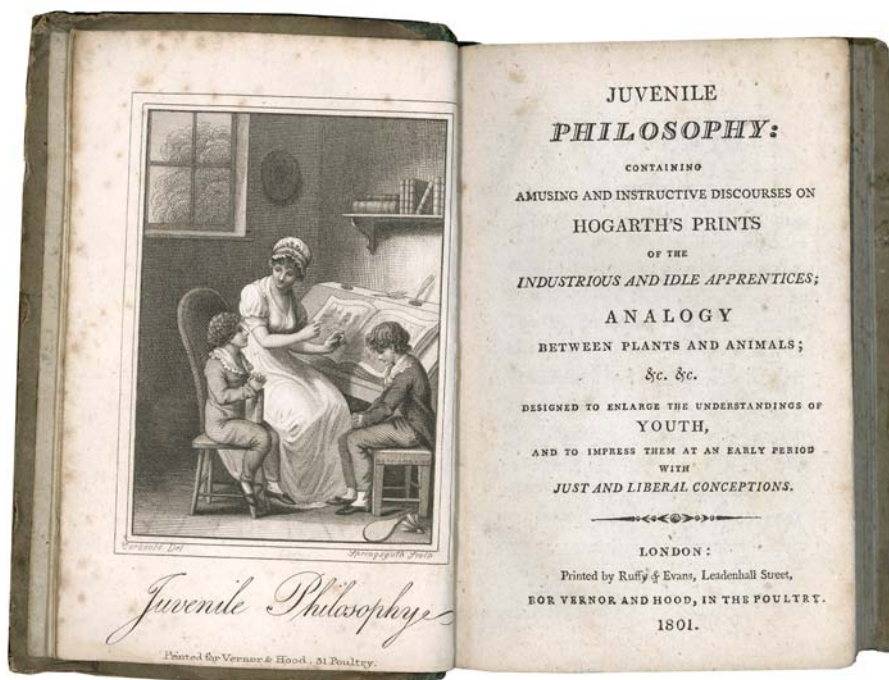 Springsguth Sculp
Juvenile Philosophy
Printed for Vernor & Hood, 31 Poultry.
JUVENILE
PHILOSOPHY:
CONTAINING
AMUSING AND INSTRUCTIVE DISCOURSES ON
HOGARTH'S PRINTS
OF THE
INDUSTRIOUS AND IDLE APPRENTICES;
ANALOGY
BETWEEN PLANTS AND ANIMALS;
&c. &c.
DESIGNED TO ENLARGE THE UNDERSTANDINGS OF
YOUTH,
AND TO IMPRESS THEM AT AN EARLY PERIOD
WITH
JUST AND LIBERAL CONCEPTIONS.
LONDON:
Printed by Ruffy & Evans, Leadenhall Street,
FOR VERNOR AND HOOD, IN THE POULTRY.
1801.